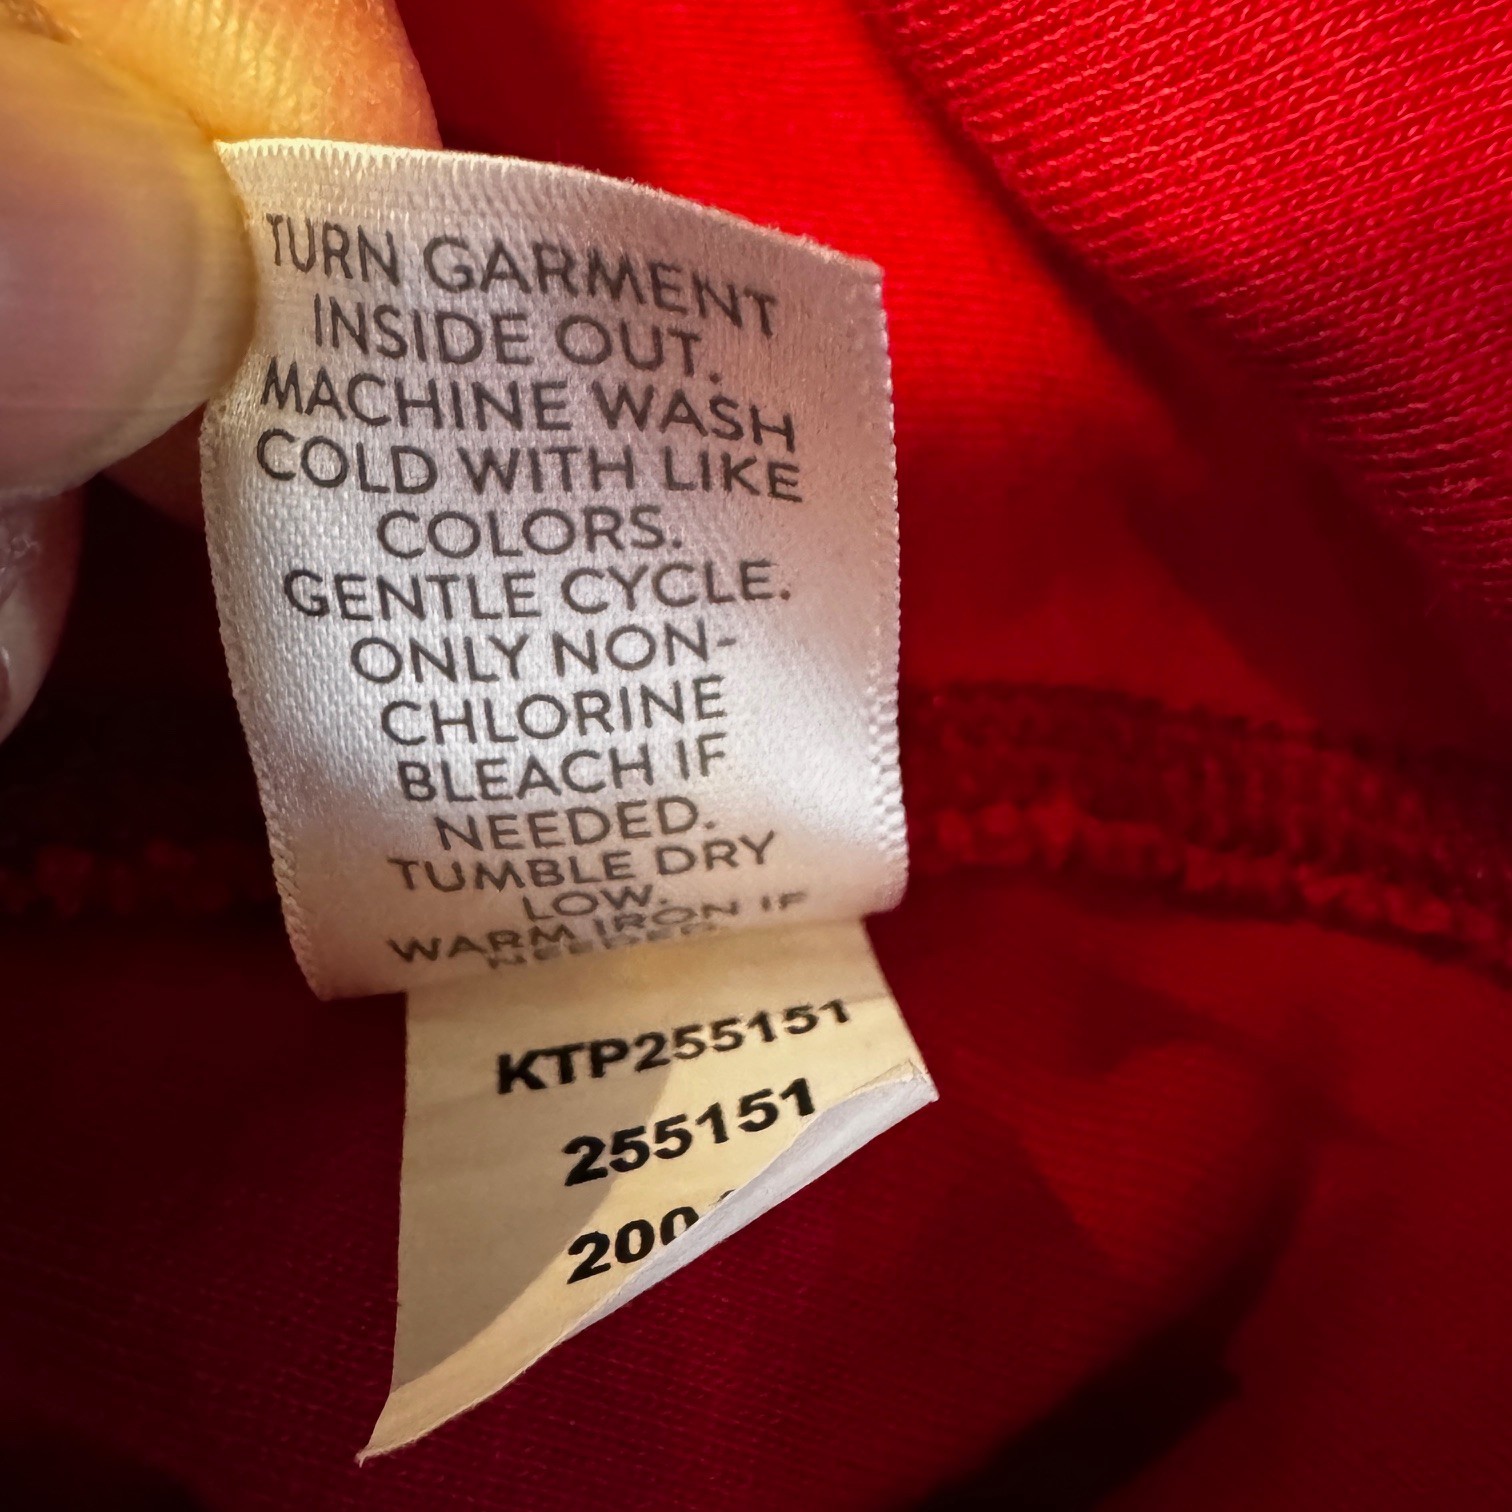 TURN GARMENT
INSIDE OUT.
MACHINE WASH
COLD WITH LIKE
COLORS.
GENTLE CYCLE.
ONLY NON-
CHLORINE
BLEACH IF
NEEDED.
TUMBLE DRY
LOW.
WARM IRON IF
NEEDED
KTP255151
255151